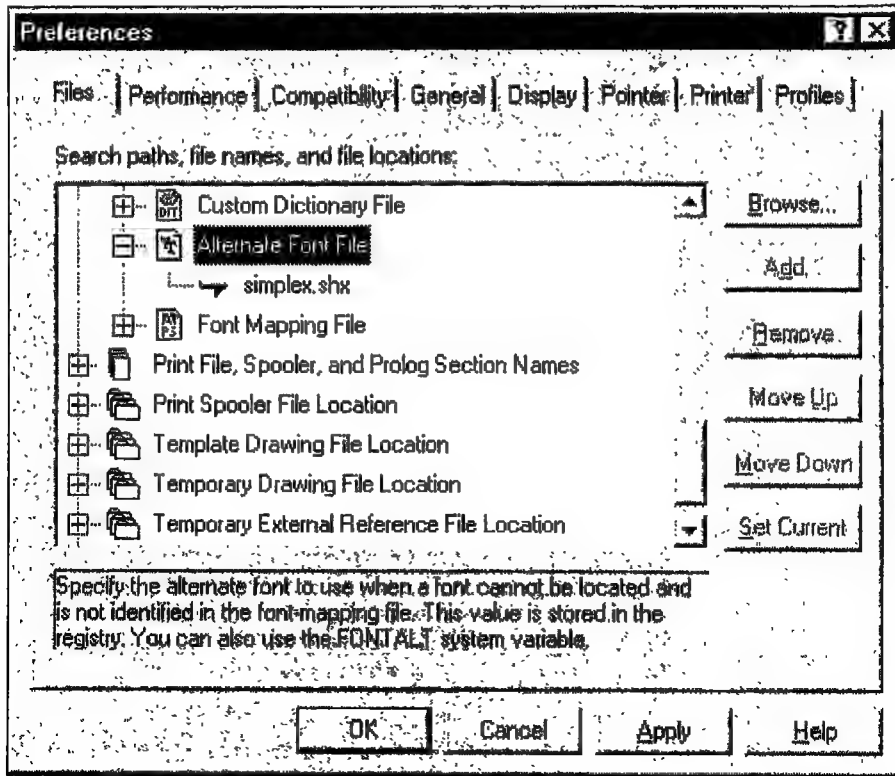 Preferences
Files Performance Compatibility General Display Pointer Printer Profiles
Search paths, file names, and file locations:
Custom Dictionary File
Alternate Font File
simplex.shx
Font Mapping File
Print File, Spooler, and Prolog Section Names
Print Spooler File Location
Template Drawing File Location
Temporary Drawing File Location
Temporary External Reference File Location
Browse...
Add
Remove
Move Up
Move Down
Set Current
Specify the alternate font to use when a font cannot be located and
is not identified in the font-mapping file. This value is stored in the
registry. You can also use the FONTALT system variable.
OK Cancel Apply Help